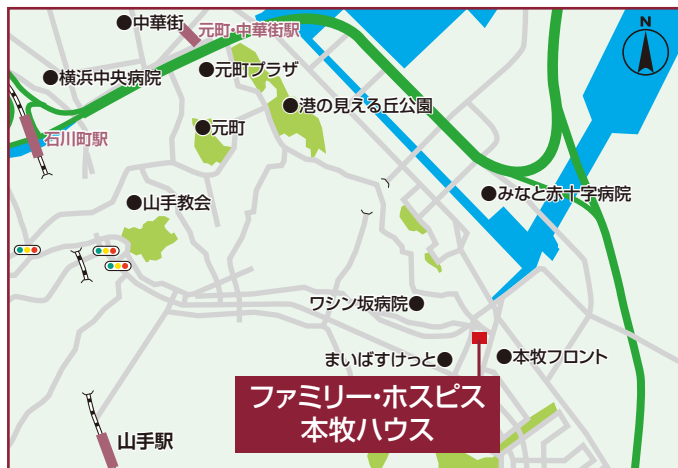 中華街
元町・中華街駅
N
横浜中央病院
元町プラザ
港の見える丘公園
石川町駅
元町
山手教会
みなと赤十字病院
ワシン坂病院
まいばすけっと
本牧フロント
ファミリー・ホスピス
本牧ハウス
山手駅